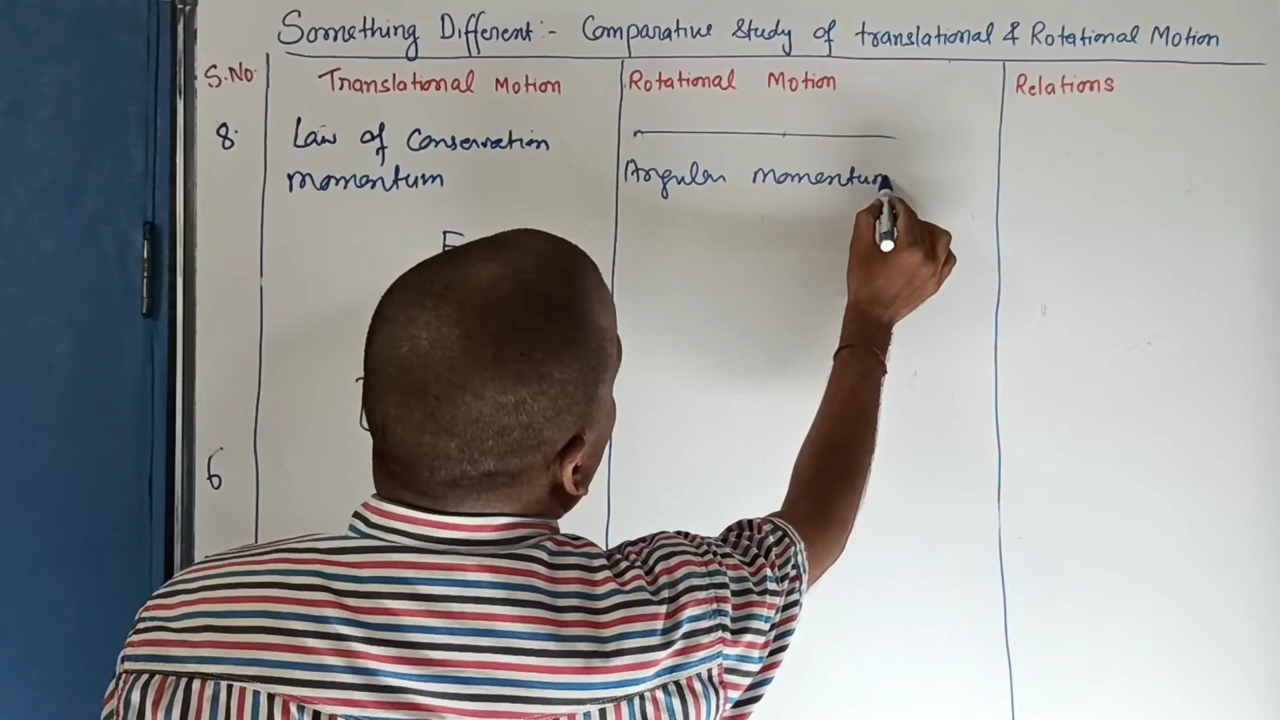 Something Different:- Comparative Study of translational & Rotational Motion
S.No. Translational Motion Rotational Motion Relations
8. Law of Conservation
momentum Angular momentum
F
6